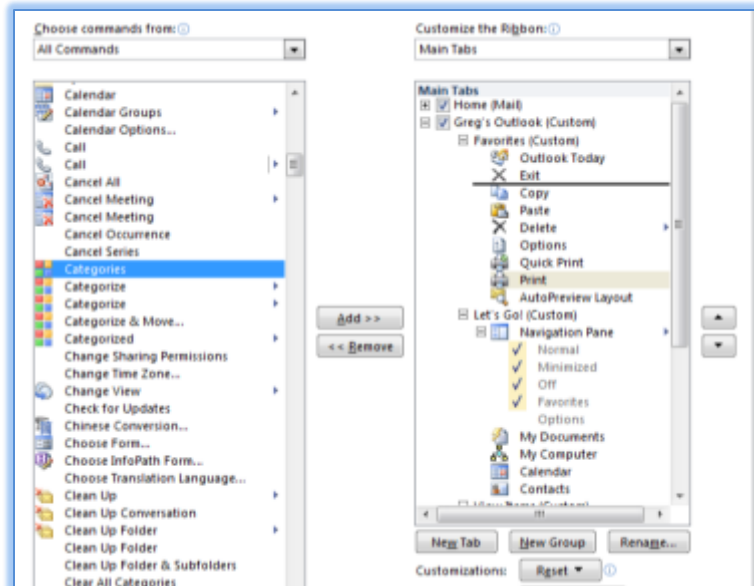 Choose commands from:
All Commands
Calendar
Calendar Groups
Calendar Options...
Call
Call
Cancel All
Cancel Meeting
Cancel Meeting
Cancel Occurrence
Cancel Series
Categories
Categorize
Categorize
Categorize & Move...
Categorized
Change Sharing Permissions
Change Time Zone...
Change View
Check for Updates
Chinese Conversion...
Choose Form...
Choose InfoPath Form...
Choose Translation Language...
Clean Up
Clean Up Conversation
Clean Up Folder
Clean Up Folder
Clean Up Folder & Subfolders
Clear All Categories
Add >>
<< Remove
Customize the Ribbon:
Main Tabs
Main Tabs
Home (Mail)
Greg's Outlook (Custom)
Favorites (Custom)
Outlook Today
Exit
Copy
Paste
Delete
Options
Quick Print
Print
AutoPreview Layout
Let's Go! (Custom)
Navigation Pane
Normal
Minimized
Off
Favorites
Options
My Documents
My Computer
Calendar
Contacts
View Items (Custom)
New Tab
New Group
Rename...
Customizations:
Reset